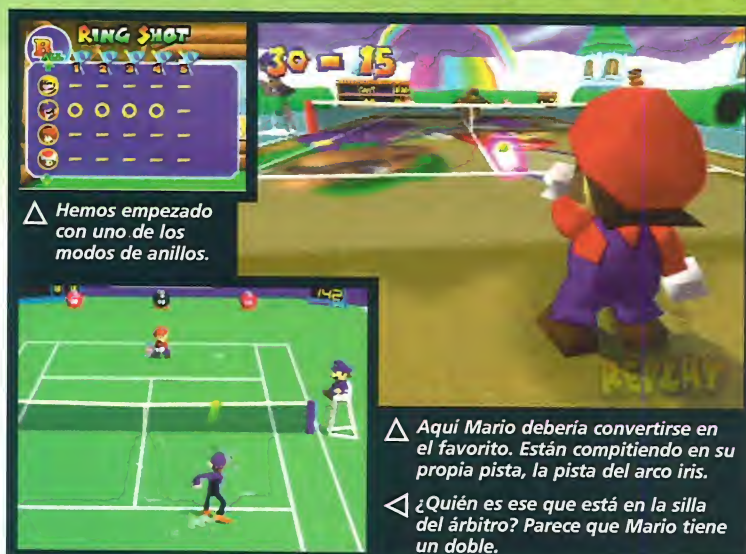 RING SHOT
1 2 3 4 5
30 - 15
△ Hemos empezado
con uno de los
modos de anillos.
REPLAY
142
△ Aquí Mario debería convertirse en
el favorito. Están compitiendo en su
propia pista, la pista del arco iris.
◁ ¿Quién es ese que está en la silla
del árbitro? Parece que Mario tiene
un doble.